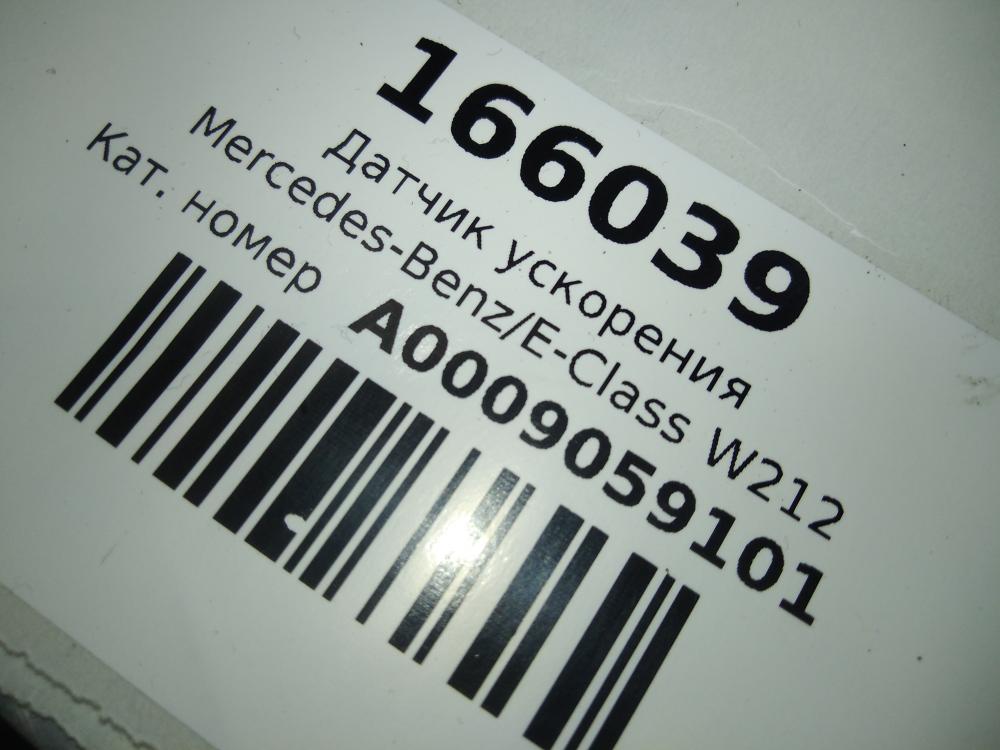 166039
Датчик ускорения
Mercedes-Benz/E-Class W212
Кат. номер A0009059101